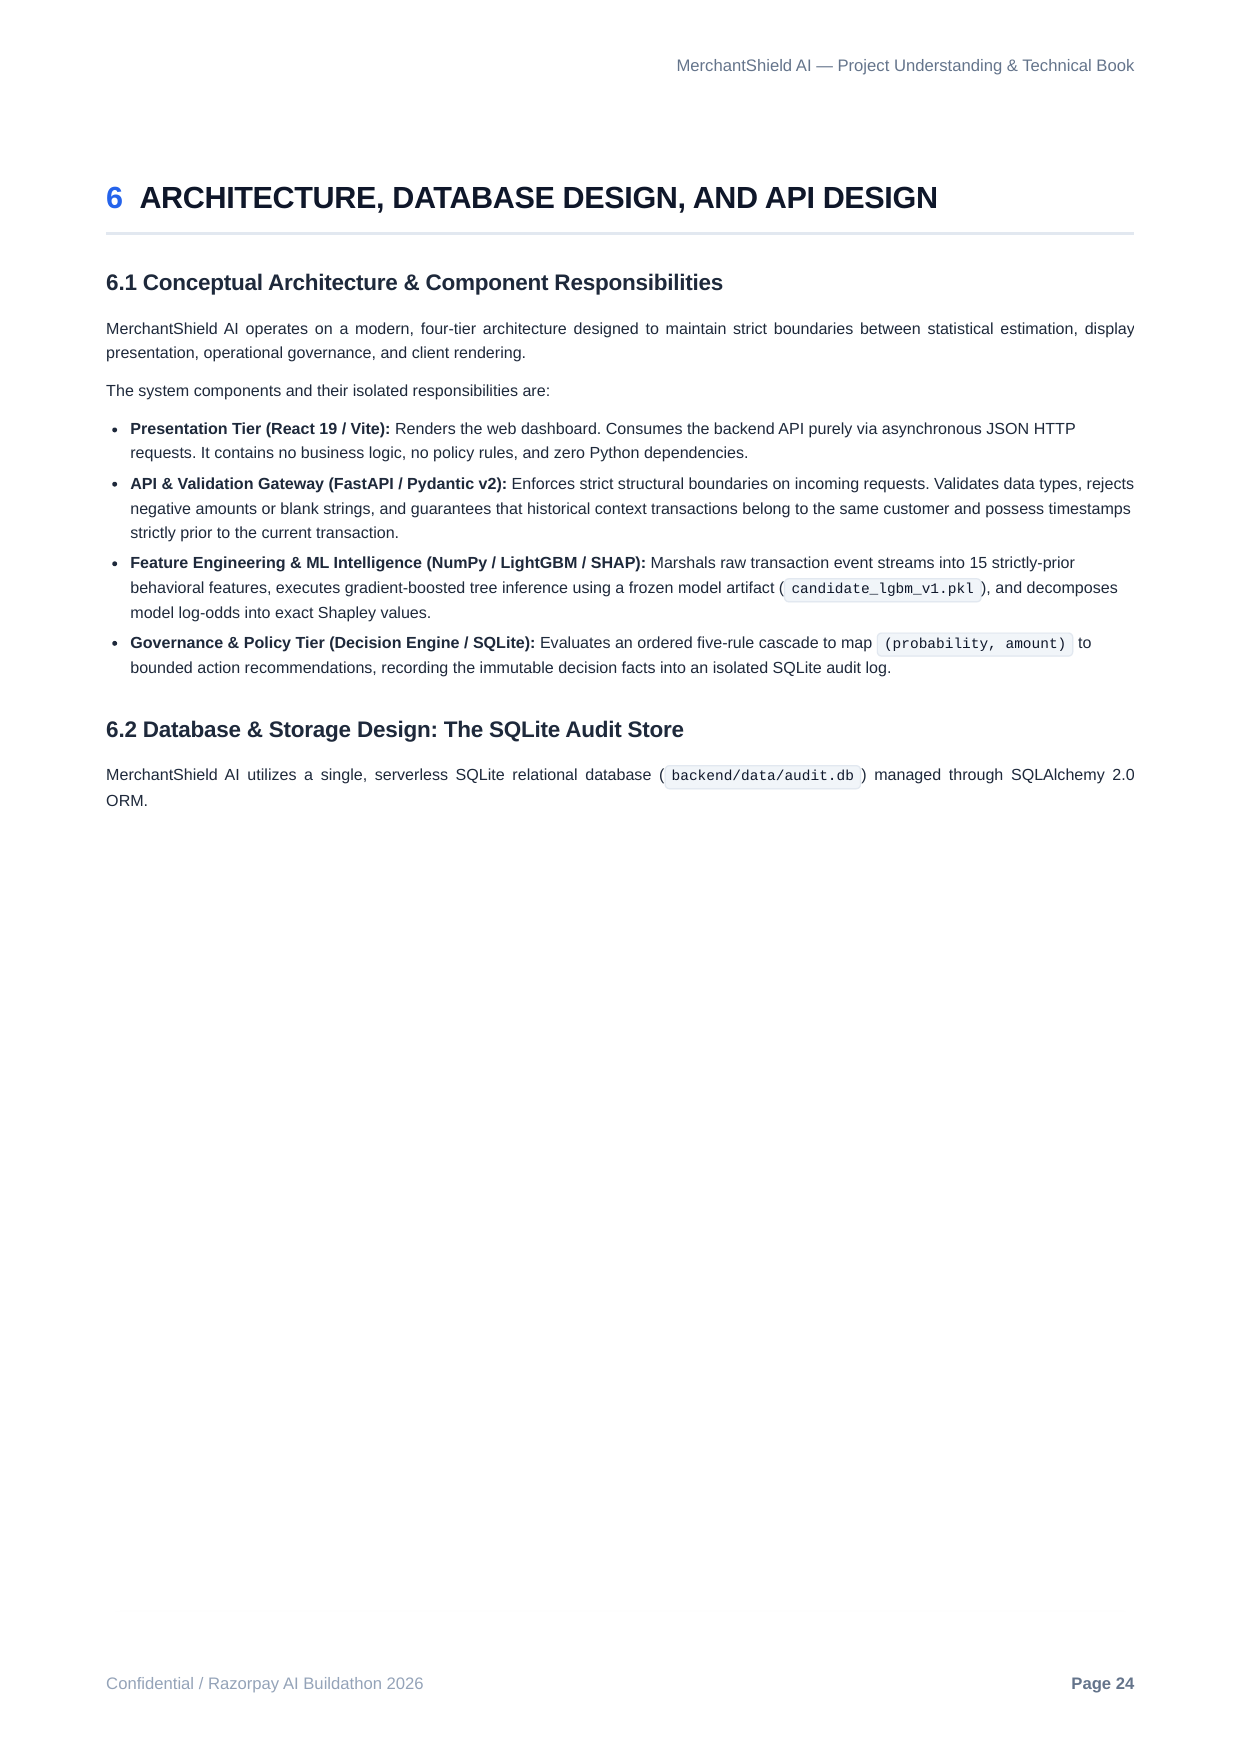 MerchantShield AI — Project Understanding & Technical Book
6 ARCHITECTURE, DATABASE DESIGN, AND API DESIGN
6.1 Conceptual Architecture & Component Responsibilities
MerchantShield AI operates on a modern, four-tier architecture designed to maintain strict boundaries between statistical estimation, display
presentation, operational governance, and client rendering.
The system components and their isolated responsibilities are:
• Presentation Tier (React 19 / Vite): Renders the web dashboard. Consumes the backend API purely via asynchronous JSON HTTP
requests. It contains no business logic, no policy rules, and zero Python dependencies.
• API & Validation Gateway (FastAPI / Pydantic v2): Enforces strict structural boundaries on incoming requests. Validates data types, rejects
negative amounts or blank strings, and guarantees that historical context transactions belong to the same customer and possess timestamps
strictly prior to the current transaction.
• Feature Engineering & ML Intelligence (NumPy / LightGBM / SHAP): Marshals raw transaction event streams into 15 strictly-prior
behavioral features, executes gradient-boosted tree inference using a frozen model artifact (candidate_lgbm_v1.pkl), and decomposes
model log-odds into exact Shapley values.
• Governance & Policy Tier (Decision Engine / SQLite): Evaluates an ordered five-rule cascade to map (probability, amount) to
bounded action recommendations, recording the immutable decision facts into an isolated SQLite audit log.
6.2 Database & Storage Design: The SQLite Audit Store
MerchantShield AI utilizes a single, serverless SQLite relational database (backend/data/audit.db) managed through SQLAlchemy 2.0
ORM.
Confidential / Razorpay AI Buildathon 2026
Page 24